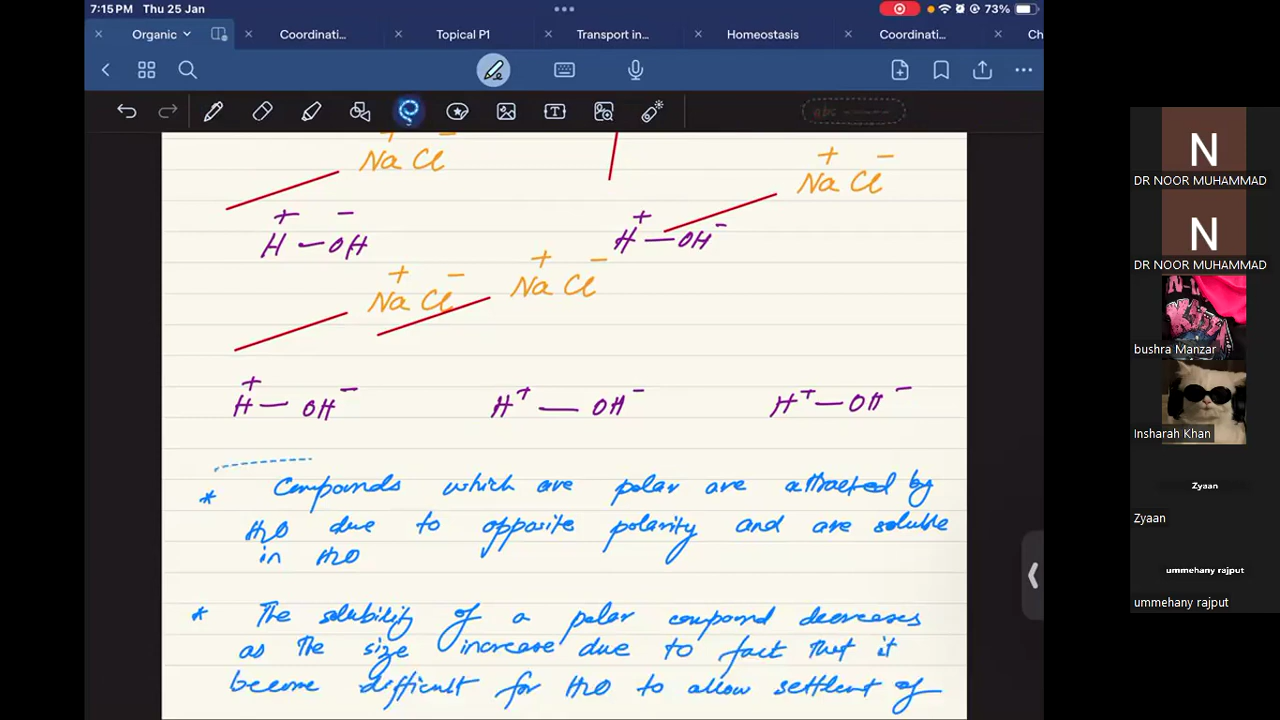 7:15PM Thu 25 Jan 73%
Organic Coordinati... Topical P1 Transport in... Homeostasis Coordinati... Ch
+ −
Na Cl
+ −
Na Cl
+ −
H — OH
+
H — OH−
+ −
Na Cl
+ −
Na Cl
+
H — OH−
H+ — OH−
H+ — OH−
* Compounds which are polar are attracted by
H2O due to opposite polarity and are soluble
in H2O
* The solubility of a polar compound decreases
as the size increase due to fact that it
become difficult for H2O to allow settlent of
N
DR NOOR MUHAMMAD
N
DR NOOR MUHAMMAD
bushra Manzar
Insharah Khan
Zyaan
Zyaan
ummehany rajput
ummehany rajput